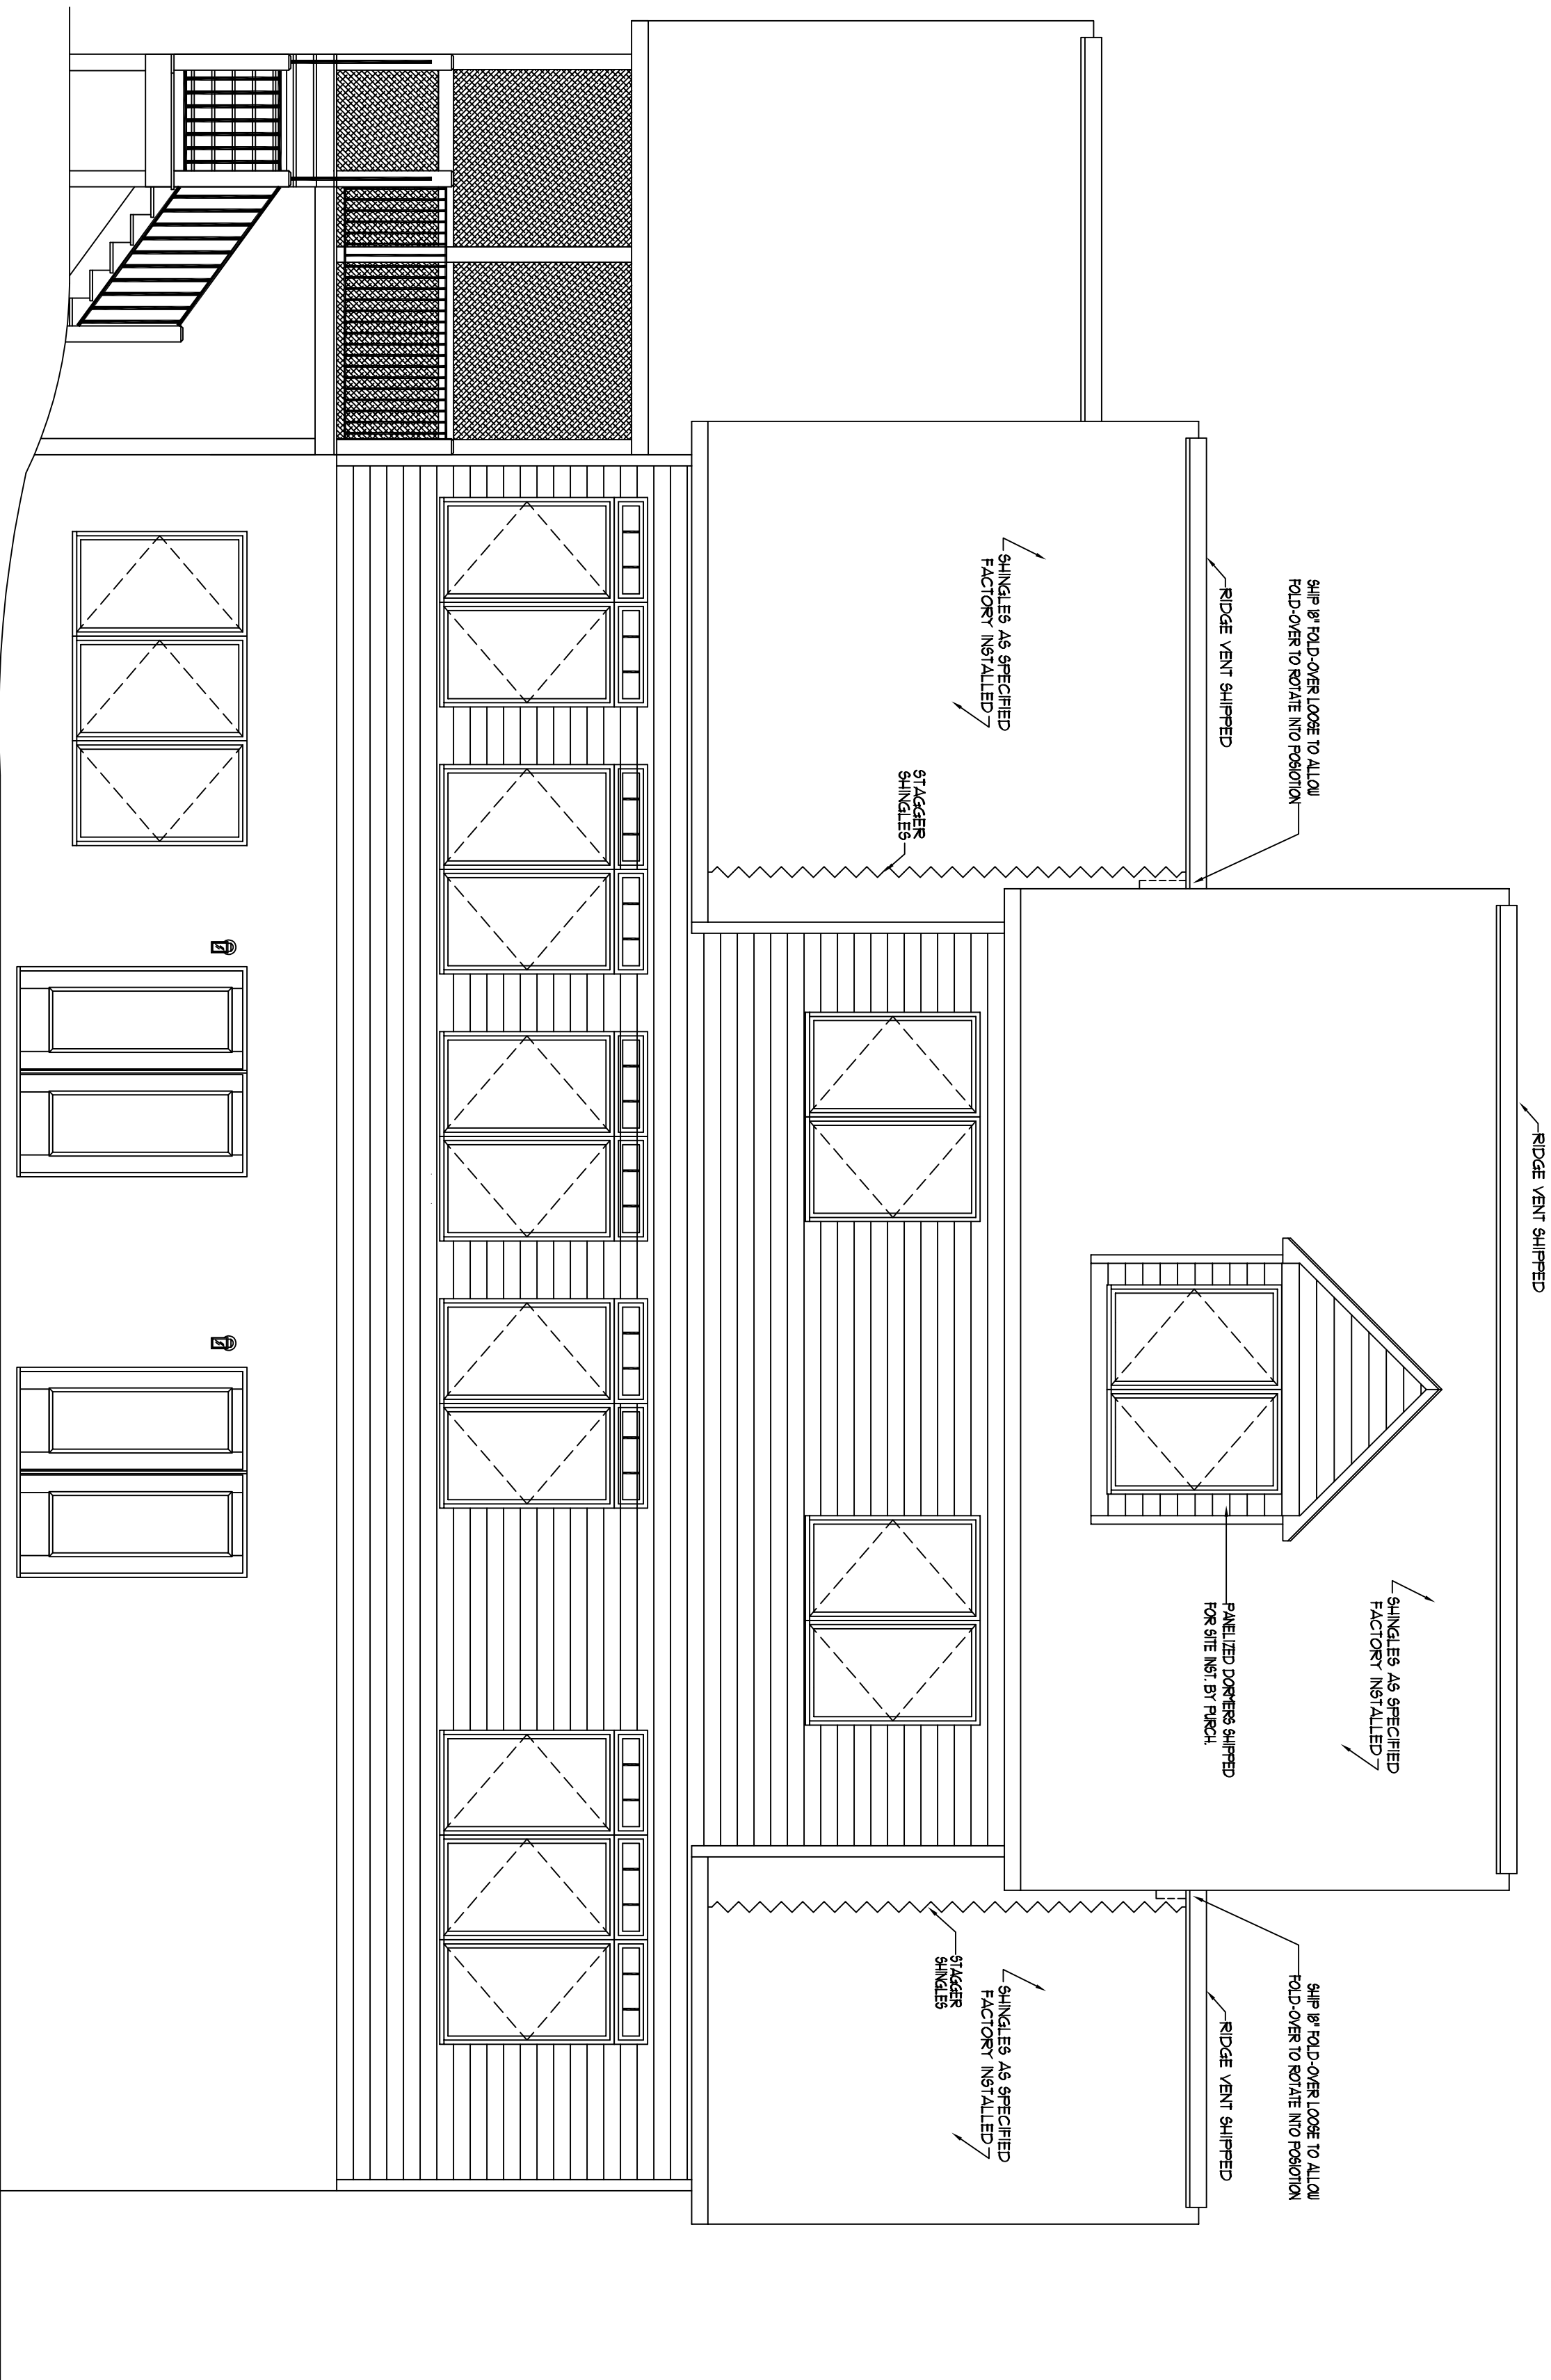 RIDGE VENT SHIPPED
SHINGLES AS SPECIFIED
FACTORY INSTALLED
PANELIZED DORMERS SHIPPED
FOR SITE INST. BY PURCH.
SHIP 18" FOLD-OVER LOOSE TO ALLOW
FOLD-OVER TO ROTATE INTO POSIOTION
RIDGE VENT SHIPPED
SHINGLES AS SPECIFIED
FACTORY INSTALLED
STAGGER
SHINGLES
SHIP 18" FOLD-OVER LOOSE TO ALLOW
FOLD-OVER TO ROTATE INTO POSIOTION
RIDGE VENT SHIPPED
SHINGLES AS SPECIFIED
FACTORY INSTALLED
STAGGER
SHINGLES